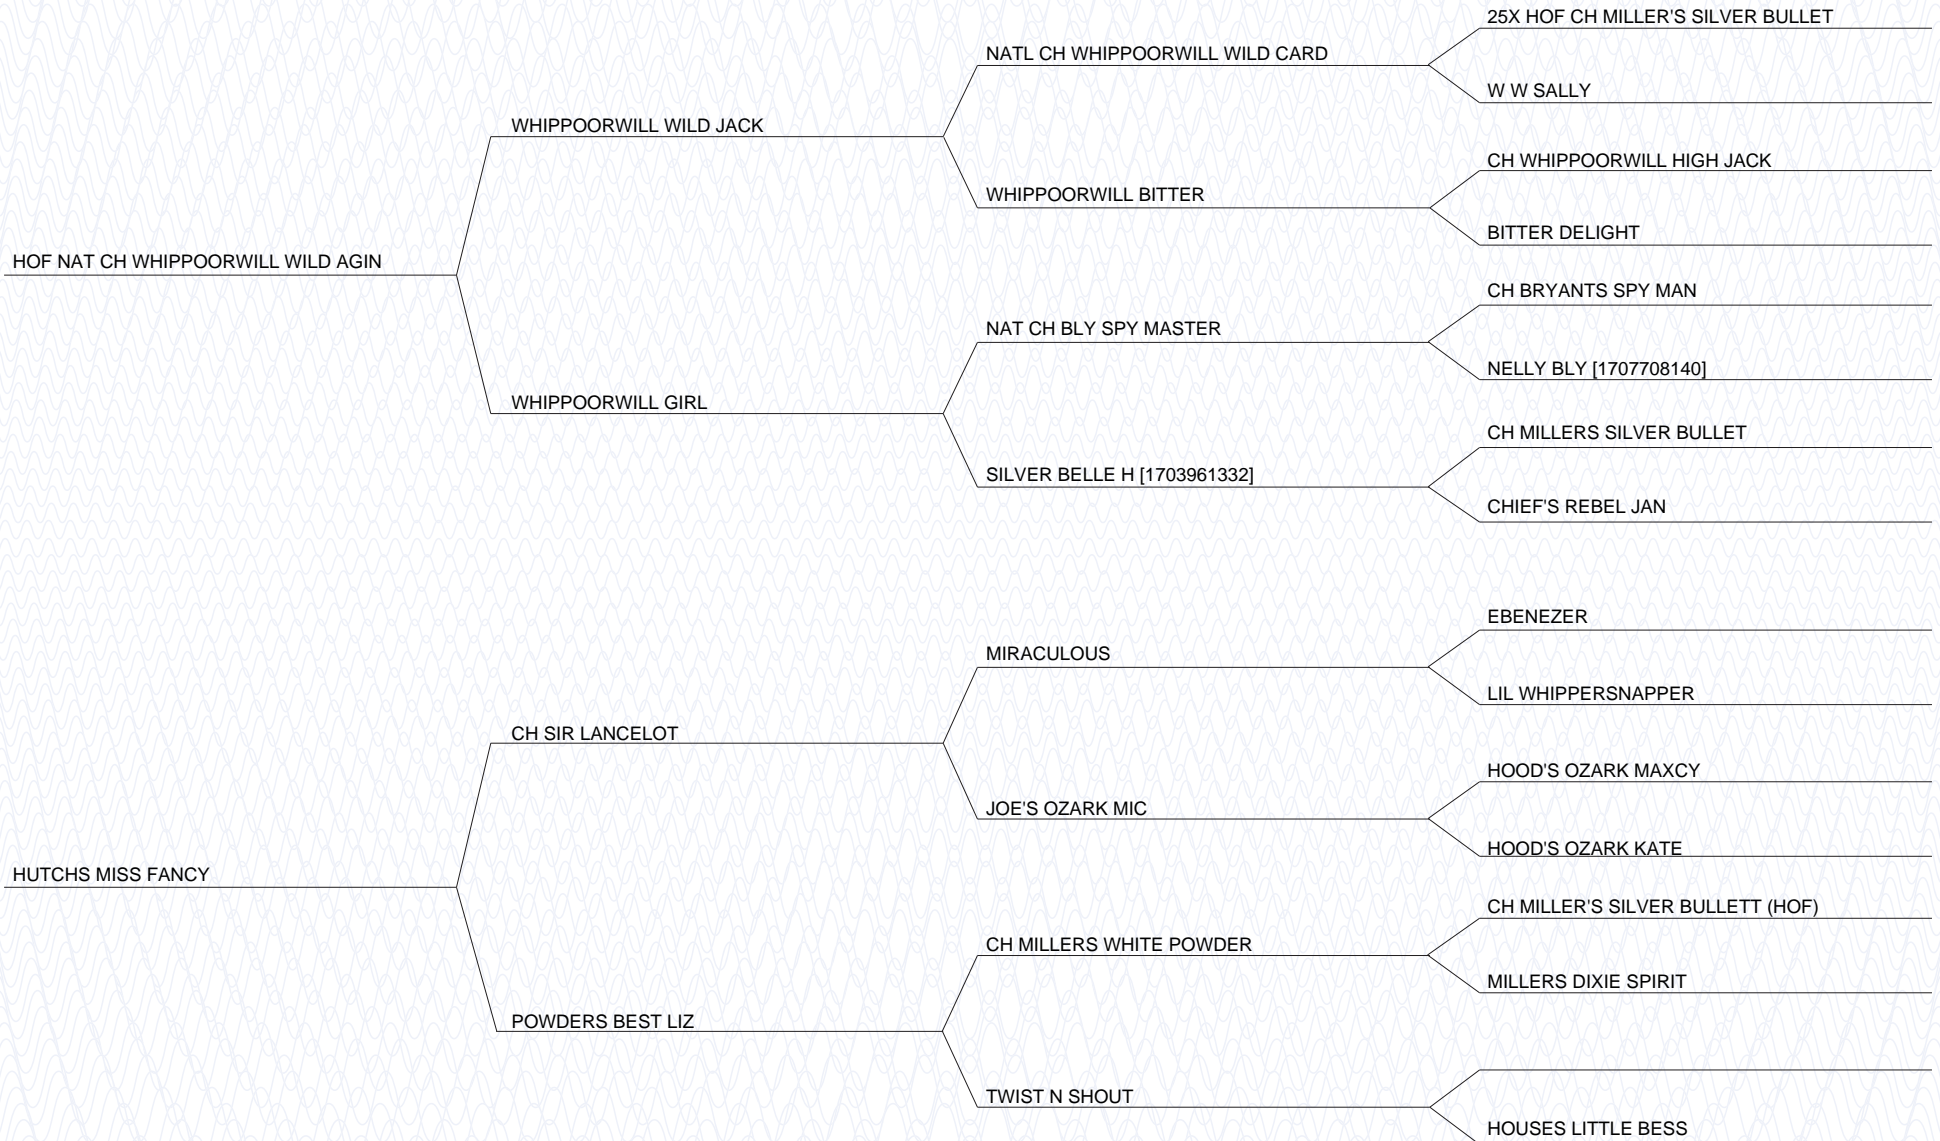 25X HOF CH MILLER'S SILVER BULLET
NATL CH WHIPPOORWILL WILD CARD
W W SALLY
WHIPPOORWILL WILD JACK
CH WHIPPOORWILL HIGH JACK
WHIPPOORWILL BITTER
BITTER DELIGHT
HOF NAT CH WHIPPOORWILL WILD AGIN
CH BRYANTS SPY MAN
NAT CH BLY SPY MASTER
NELLY BLY [1707708140]
WHIPPOORWILL GIRL
CH MILLERS SILVER BULLET
SILVER BELLE H [1703961332]
CHIEF'S REBEL JAN
EBENEZER
MIRACULOUS
LIL WHIPPERSNAPPER
CH SIR LANCELOT
HOOD'S OZARK MAXCY
JOE'S OZARK MIC
HOOD'S OZARK KATE
HUTCHS MISS FANCY
CH MILLER'S SILVER BULLETT (HOF)
CH MILLERS WHITE POWDER
MILLERS DIXIE SPIRIT
POWDERS BEST LIZ
TWIST N SHOUT
HOUSES LITTLE BESS